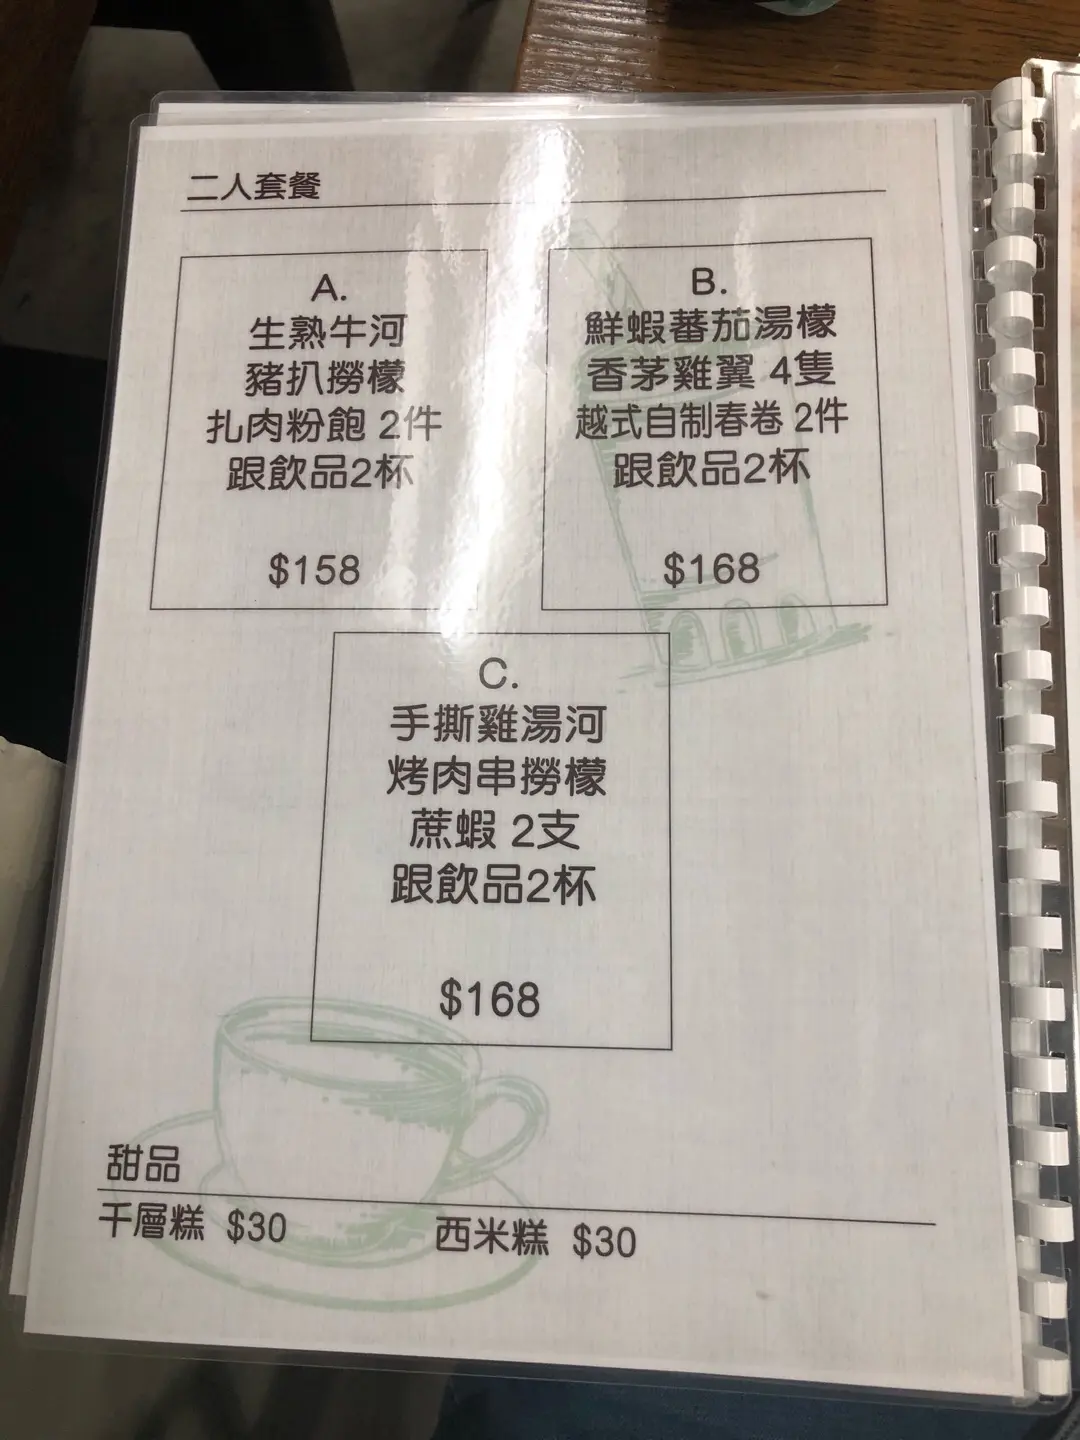 二人套餐
A.
生熟牛河
豬扒撈檬
扎肉粉飽 2件
跟飲品2杯
$158
B.
鮮蝦蕃茄湯檬
香茅雞翼 4隻
越式自制春卷 2件
跟飲品2杯
$168
C.
手撕雞湯河
烤肉串撈檬
蔗蝦 2支
跟飲品2杯
$168
甜品
千層糕 $30 西米糕 $30